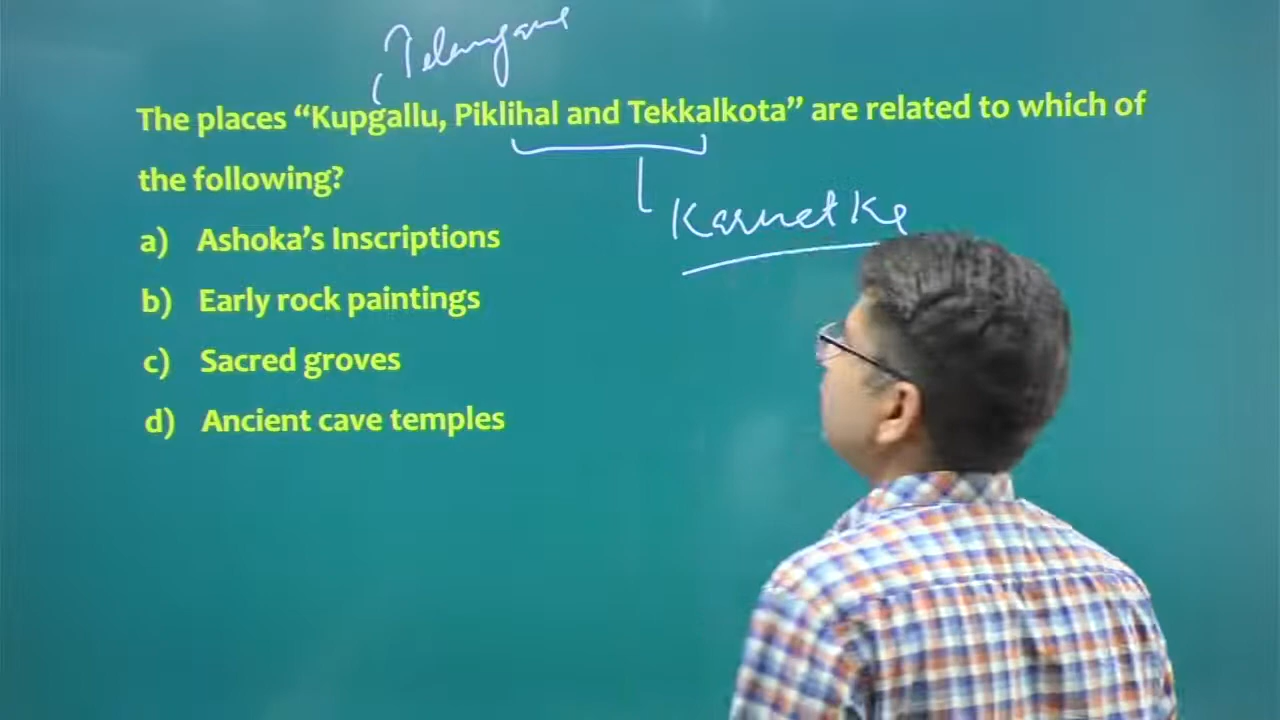 Telangana
The places “Kupgallu, Piklihal and Tekkalkota” are related to which of
the following?
Karnatka
a) Ashoka’s Inscriptions
b) Early rock paintings
c) Sacred groves
d) Ancient cave temples